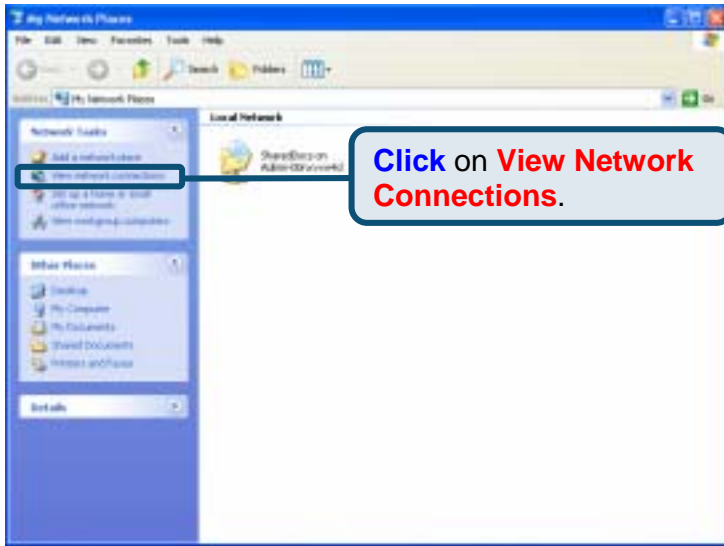 My Network Places
File Edit View Favorites Tools Help
Search Folders
My Network Places
Go
Local Network
Network Tasks
Add a network place
View network connections
Set up a home or small
office network
View workgroup computers
SharedDocs on
Click on View Network
Connections.
Other Places
Desktop
My Computer
My Documents
Shared Documents
Printers and Faxes
Details